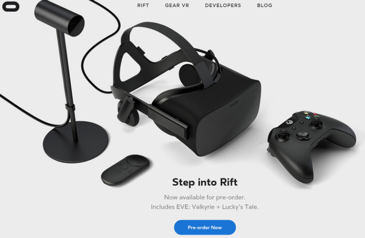 RIFT GEAR VR DEVELOPERS BLOG
Step into Rift
Now available for pre-order.
Includes EVE: Valkyrie + Lucky's Tale.
Pre-order Now